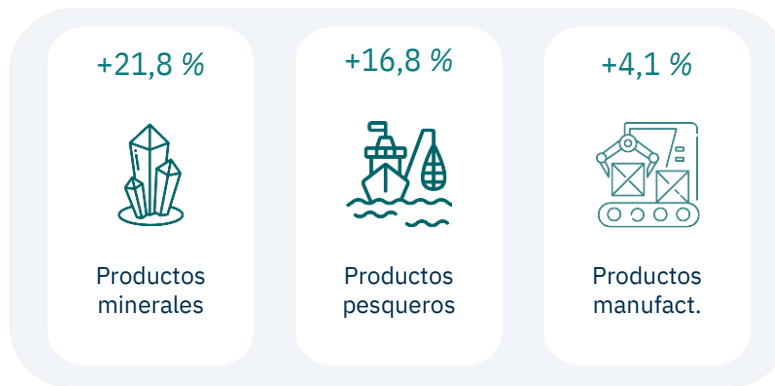 +21,8 %
Productos
minerales
+16,8 %
Productos
pesqueros
+4,1 %
Productos
manufact.